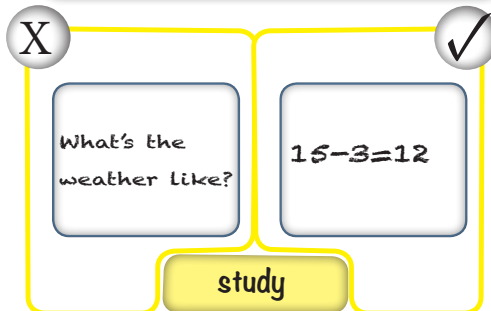 X
✓
What's the
weather like?
15-3=12
study